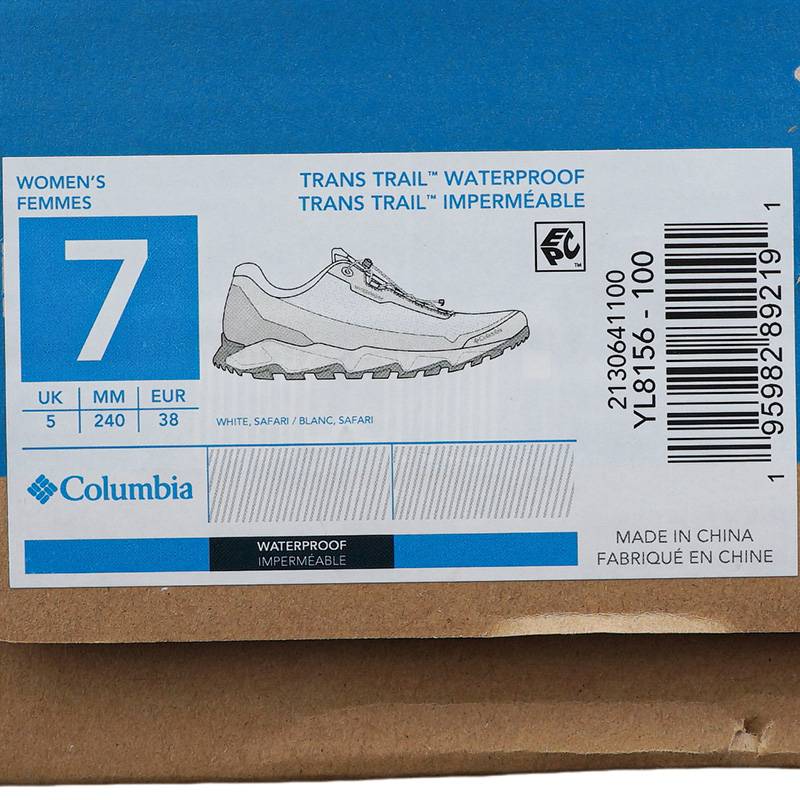 WOMEN'S
FEMMES
7
UK MM EUR
5 240 38
TRANS TRAIL™ WATERPROOF
TRANS TRAIL™ IMPERMÉABLE
EPC™
WHITE, SAFARI / BLANC, SAFARI
2130641100
YL8156 - 100
1 95982 89219 1
Columbia
WATERPROOF
IMPERMÉABLE
MADE IN CHINA
FABRIQUÉ EN CHINE